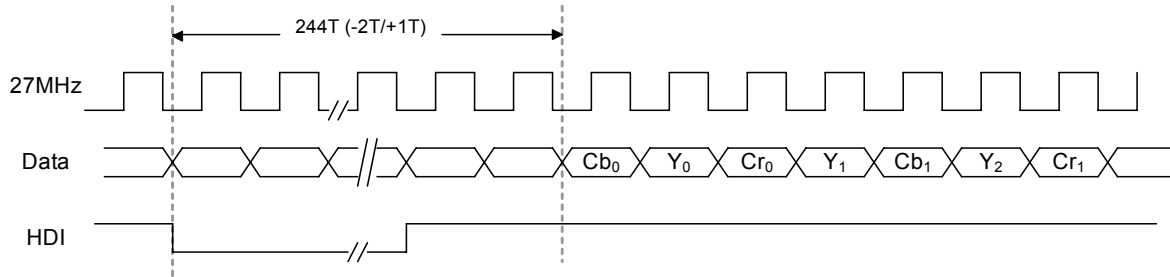 244T (-2T/+1T)
27MHz
Data Cb₀ Y₀ Cr₀ Y₁ Cb₁ Y₂ Cr₁
HDI